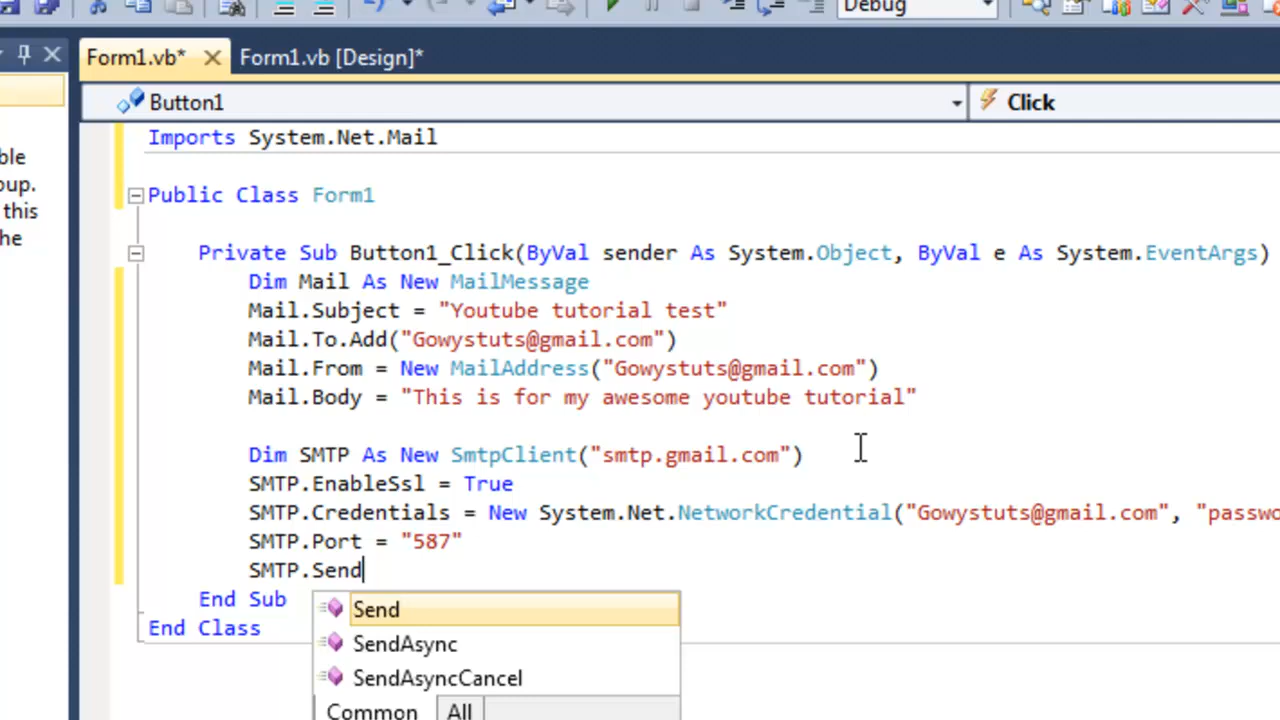 Debug
Form1.vb*
Form1.vb [Design]*
Button1
Click
ble
oup.
this
he
Imports System.Net.Mail
Public Class Form1
Private Sub Button1_Click(ByVal sender As System.Object, ByVal e As System.EventArgs)
Dim Mail As New MailMessage
Mail.Subject = "Youtube tutorial test"
Mail.To.Add("Gowystuts@gmail.com")
Mail.From = New MailAddress("Gowystuts@gmail.com")
Mail.Body = "This is for my awesome youtube tutorial"
Dim SMTP As New SmtpClient("smtp.gmail.com")
SMTP.EnableSsl = True
SMTP.Credentials = New System.Net.NetworkCredential("Gowystuts@gmail.com", "passwo
SMTP.Port = "587"
SMTP.Send
End Sub
End Class
Send
SendAsync
SendAsyncCancel
Common
All